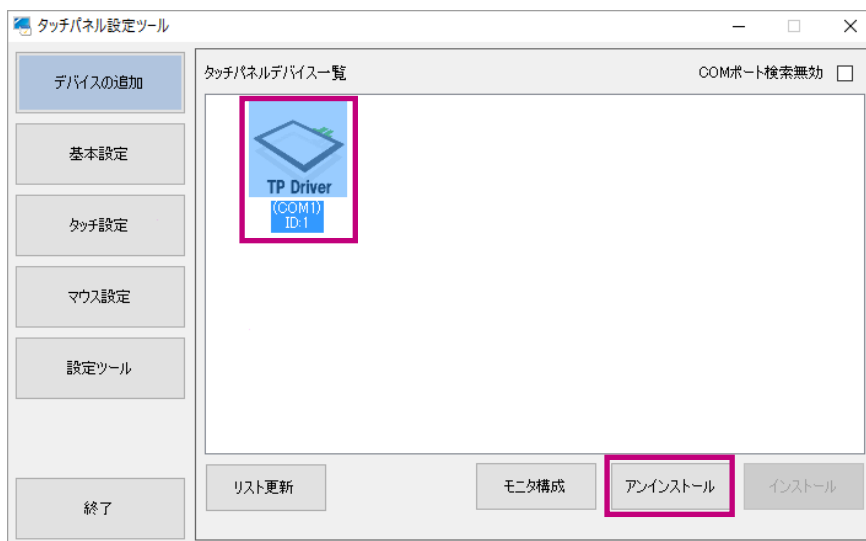 タッチパネル設定ツール
デバイスの追加
基本設定
タッチ設定
マウス設定
設定ツール
終了
タッチパネルデバイス一覧
COMポート検索無効
TP Driver
(COM1)
ID:1
リスト更新
モニタ構成
アンインストール
インストール